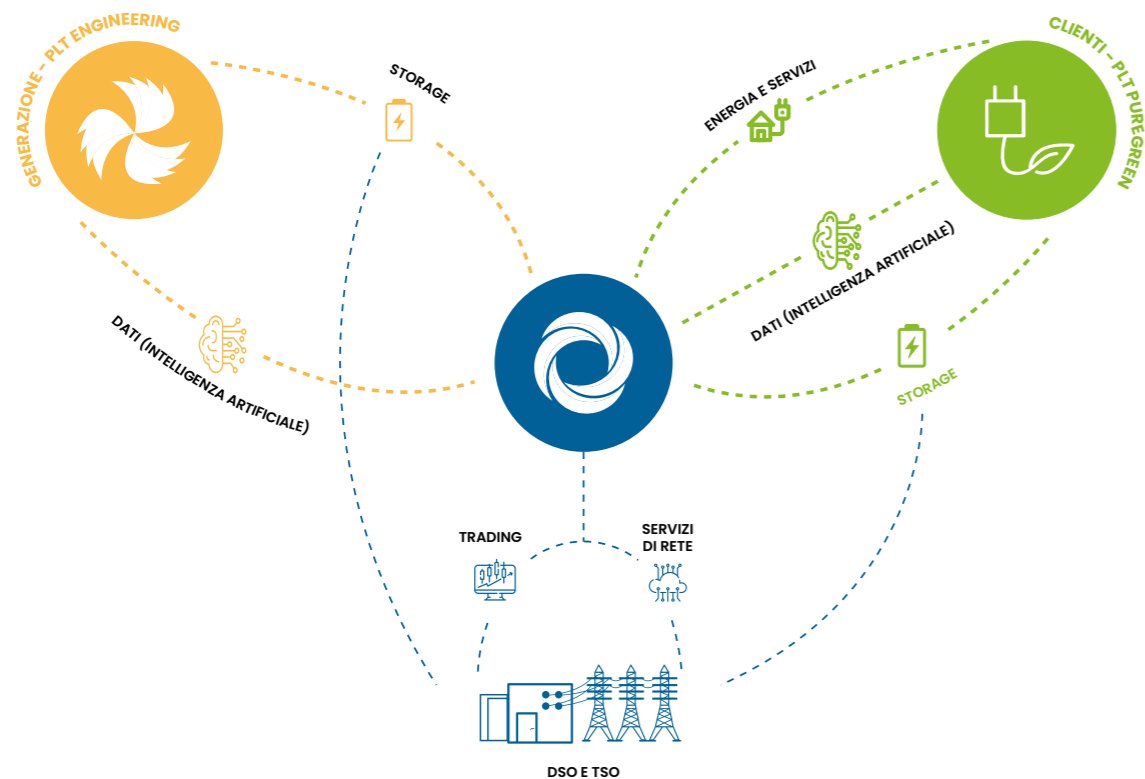 GENERAZIONE - PLT ENGINEERING
STORAGE
ENERGIA E SERVIZI
CLIENTI - PLT PUREGREEN
DATI (INTELLIGENZA ARTIFICIALE)
DATI (INTELLIGENZA ARTIFICIALE)
STORAGE
TRADING
SERVIZI
DI RETE
DSO E TSO